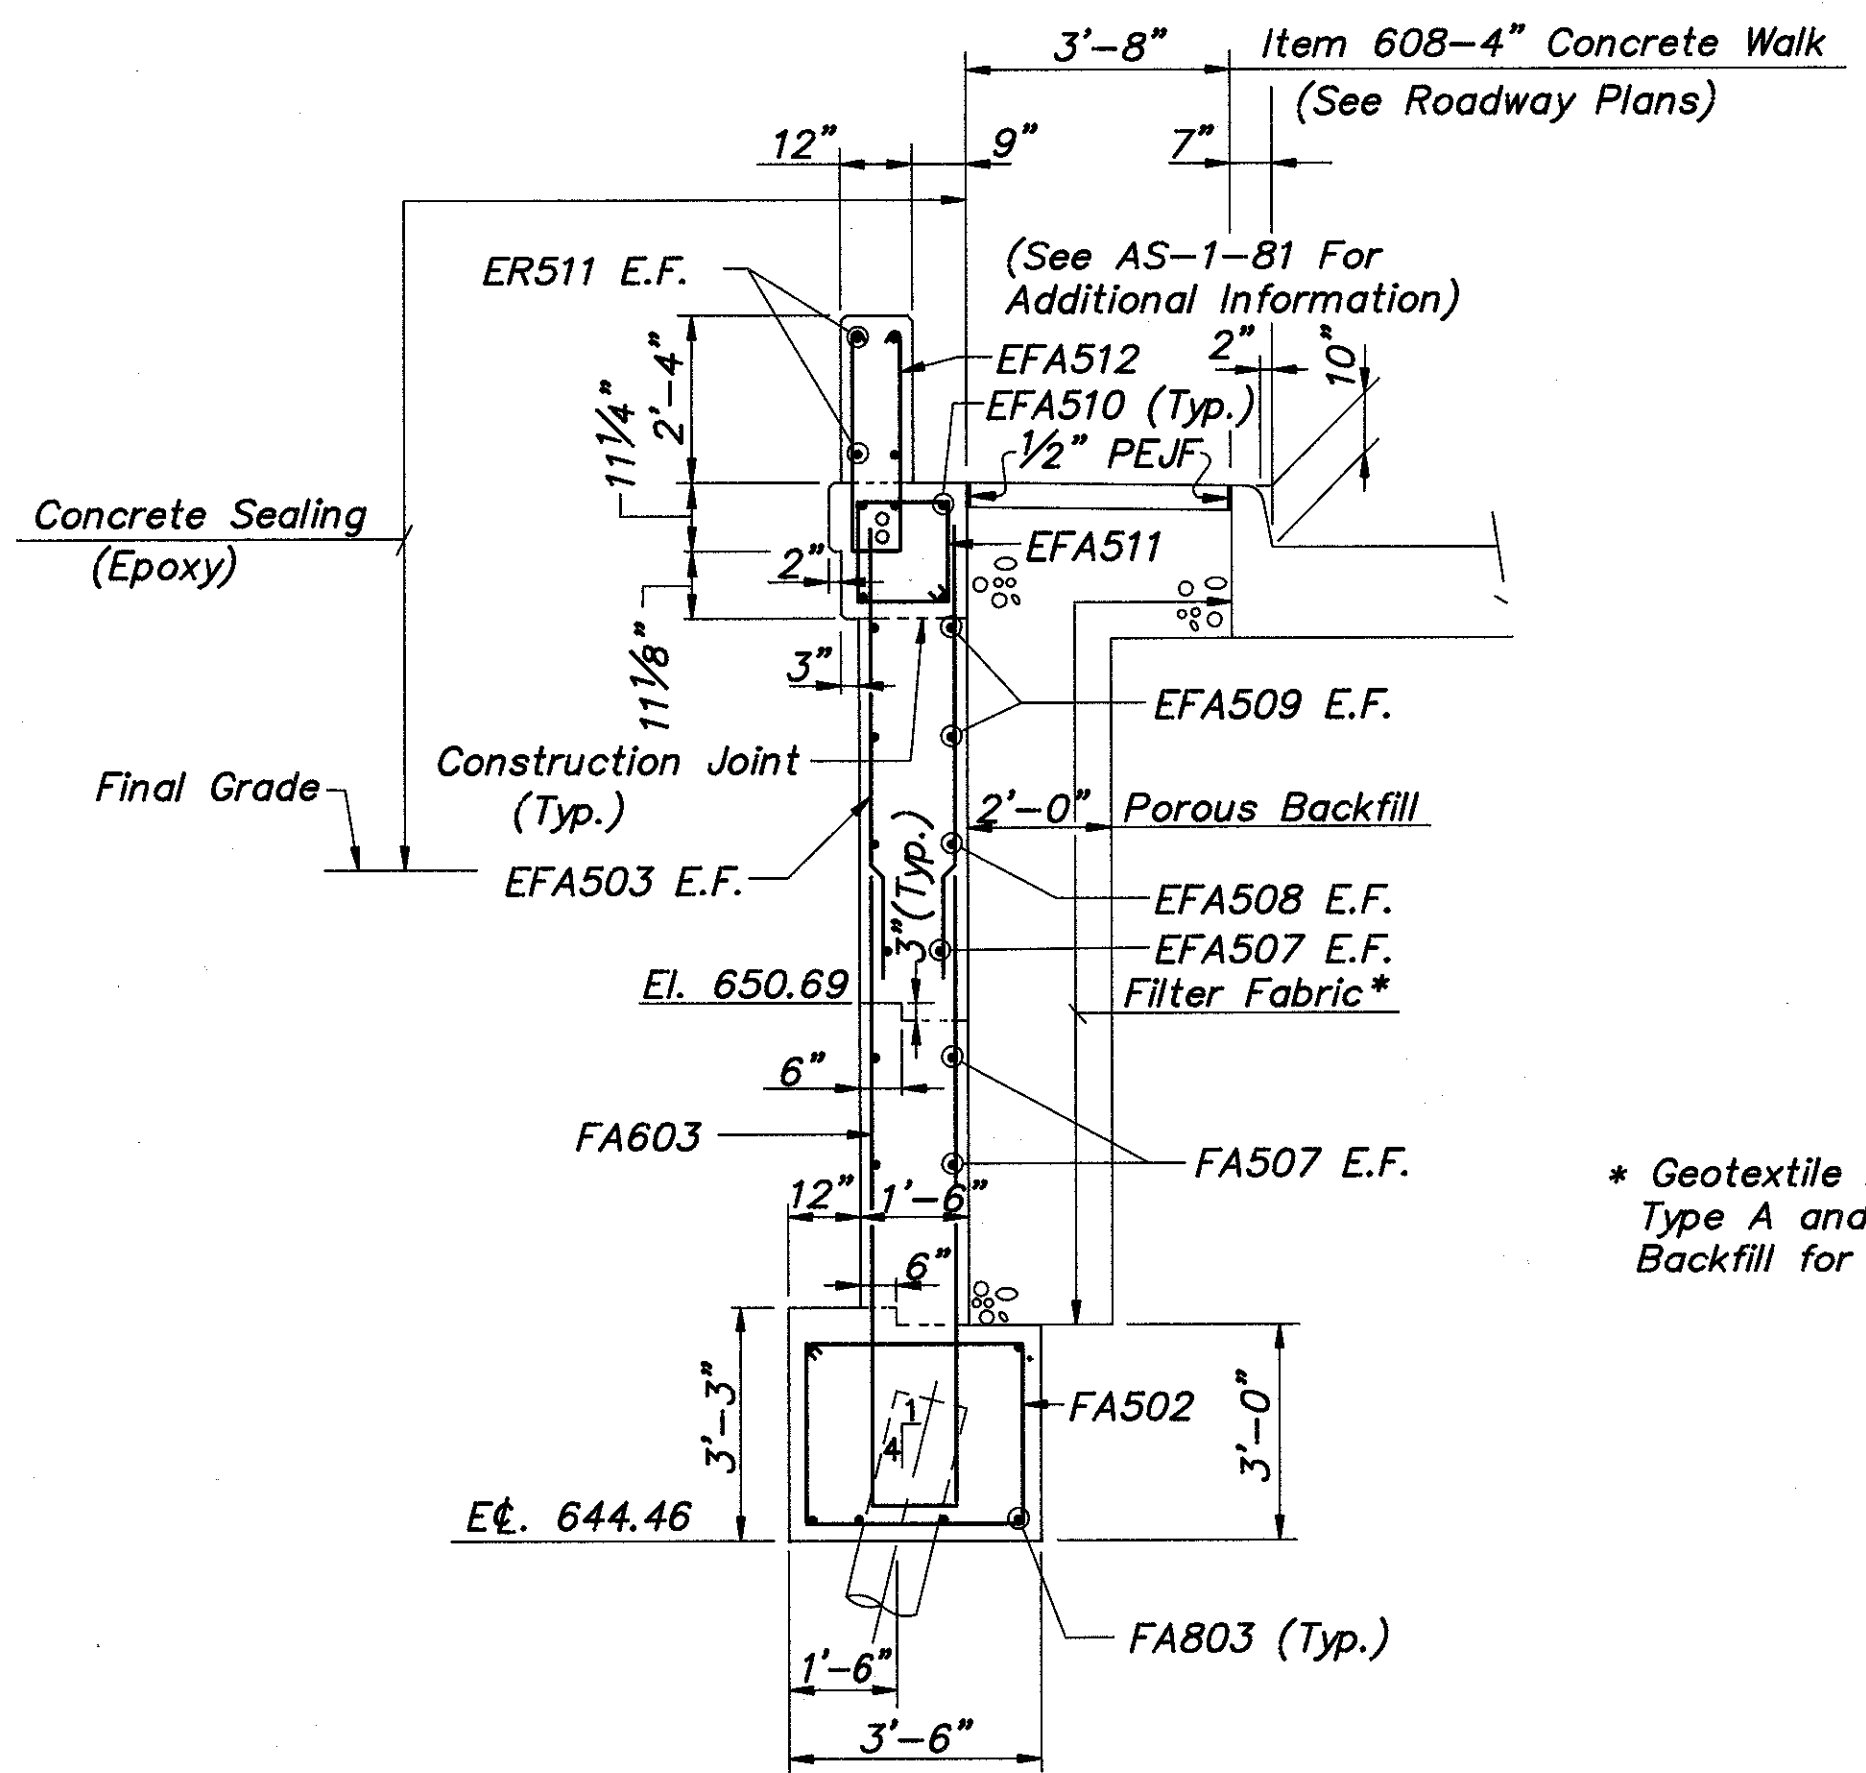 3'-8"
Item 608-4" Concrete Walk
(See Roadway Plans)
12"
9"
7"
ER511 E.F.
(See AS-1-81 For
Additional Information)
2'-4"
2"
10"
EFA512
EFA510 (Typ.)
11 1/4"
1/2" PEJF
Concrete Sealing
(Epoxy)
EFA511
2"
11 1/8"
3"
EFA509 E.F.
Construction Joint
(Typ.)
Final Grade
2'-0"
Porous Backfill
3" (Typ.)
EFA503 E.F.
EFA508 E.F.
EFA507 E.F.
El. 650.69
Filter Fabric*
6"
FA603
FA507 E.F.
12"
1'-6"
* Geotextile
Type A and
Backfill for
6"
3'-3"
1
4
FA502
3'-0"
E℄. 644.46
FA803 (Typ.)
1'-6"
3'-6"